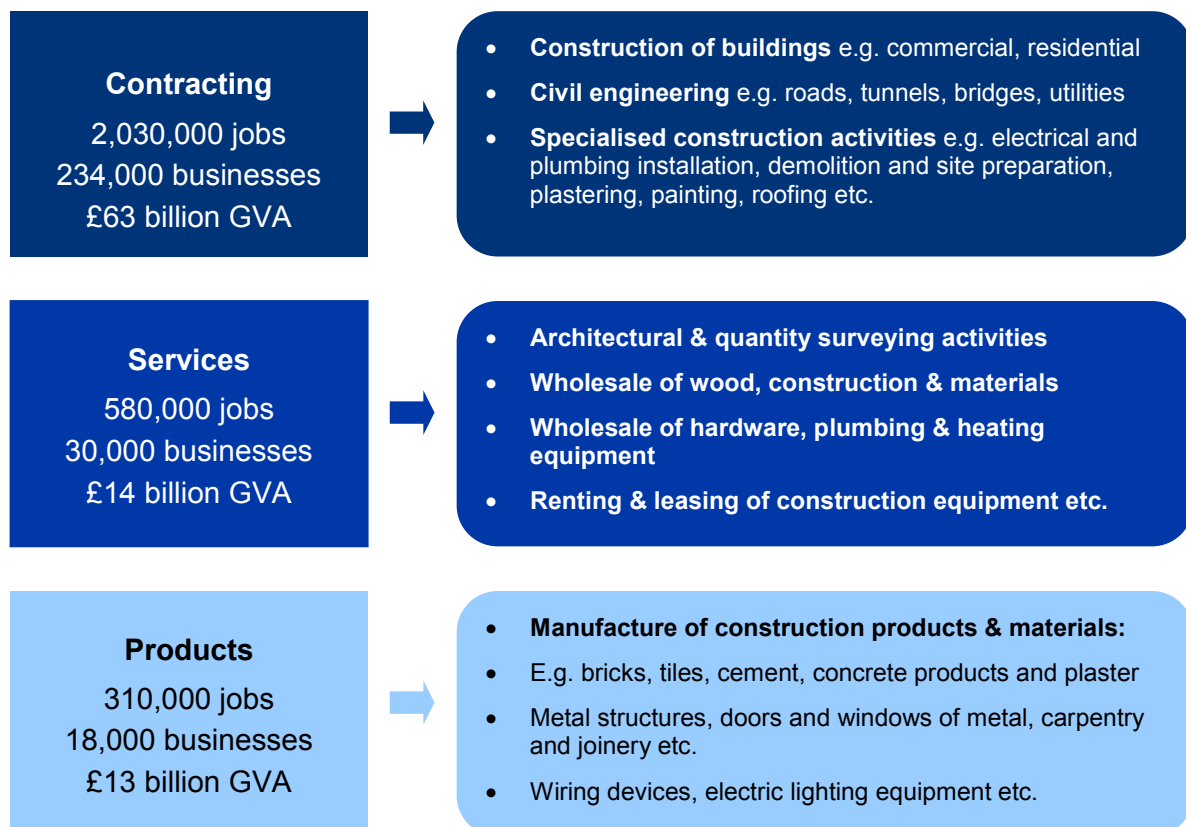 Contracting
2,030,000 jobs
234,000 businesses
£63 billion GVA
• Construction of buildings e.g. commercial, residential
• Civil engineering e.g. roads, tunnels, bridges, utilities
• Specialised construction activities e.g. electrical and
plumbing installation, demolition and site preparation,
plastering, painting, roofing etc.
Services
580,000 jobs
30,000 businesses
£14 billion GVA
• Architectural & quantity surveying activities
• Wholesale of wood, construction & materials
• Wholesale of hardware, plumbing & heating
equipment
• Renting & leasing of construction equipment etc.
Products
310,000 jobs
18,000 businesses
£13 billion GVA
• Manufacture of construction products & materials:
• E.g. bricks, tiles, cement, concrete products and plaster
• Metal structures, doors and windows of metal, carpentry
and joinery etc.
• Wiring devices, electric lighting equipment etc.